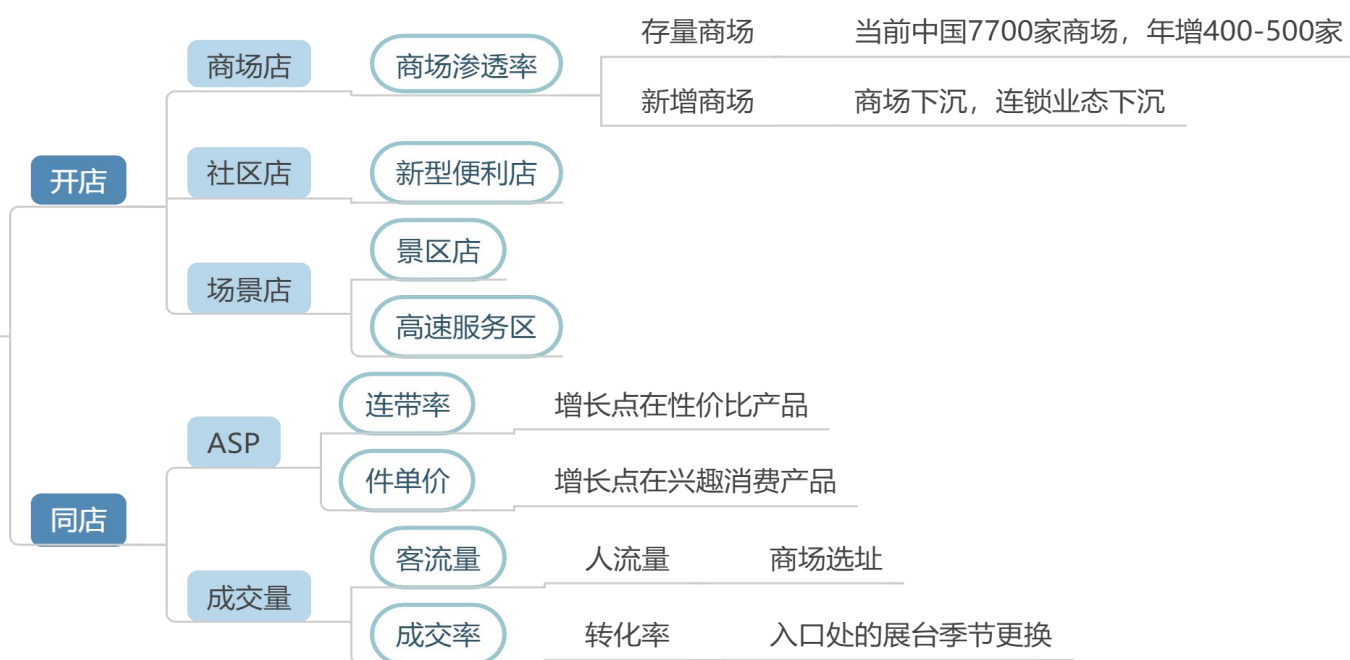 开店
商场店
商场渗透率
存量商场
当前中国7700家商场，年增400-500家
新增商场
商场下沉，连锁业态下沉
社区店
新型便利店
场景店
景区店
高速服务区
同店
ASP
连带率
增长点在性价比产品
件单价
增长点在兴趣消费产品
成交量
客流量
人流量
商场选址
成交率
转化率
入口处的展台季节更换